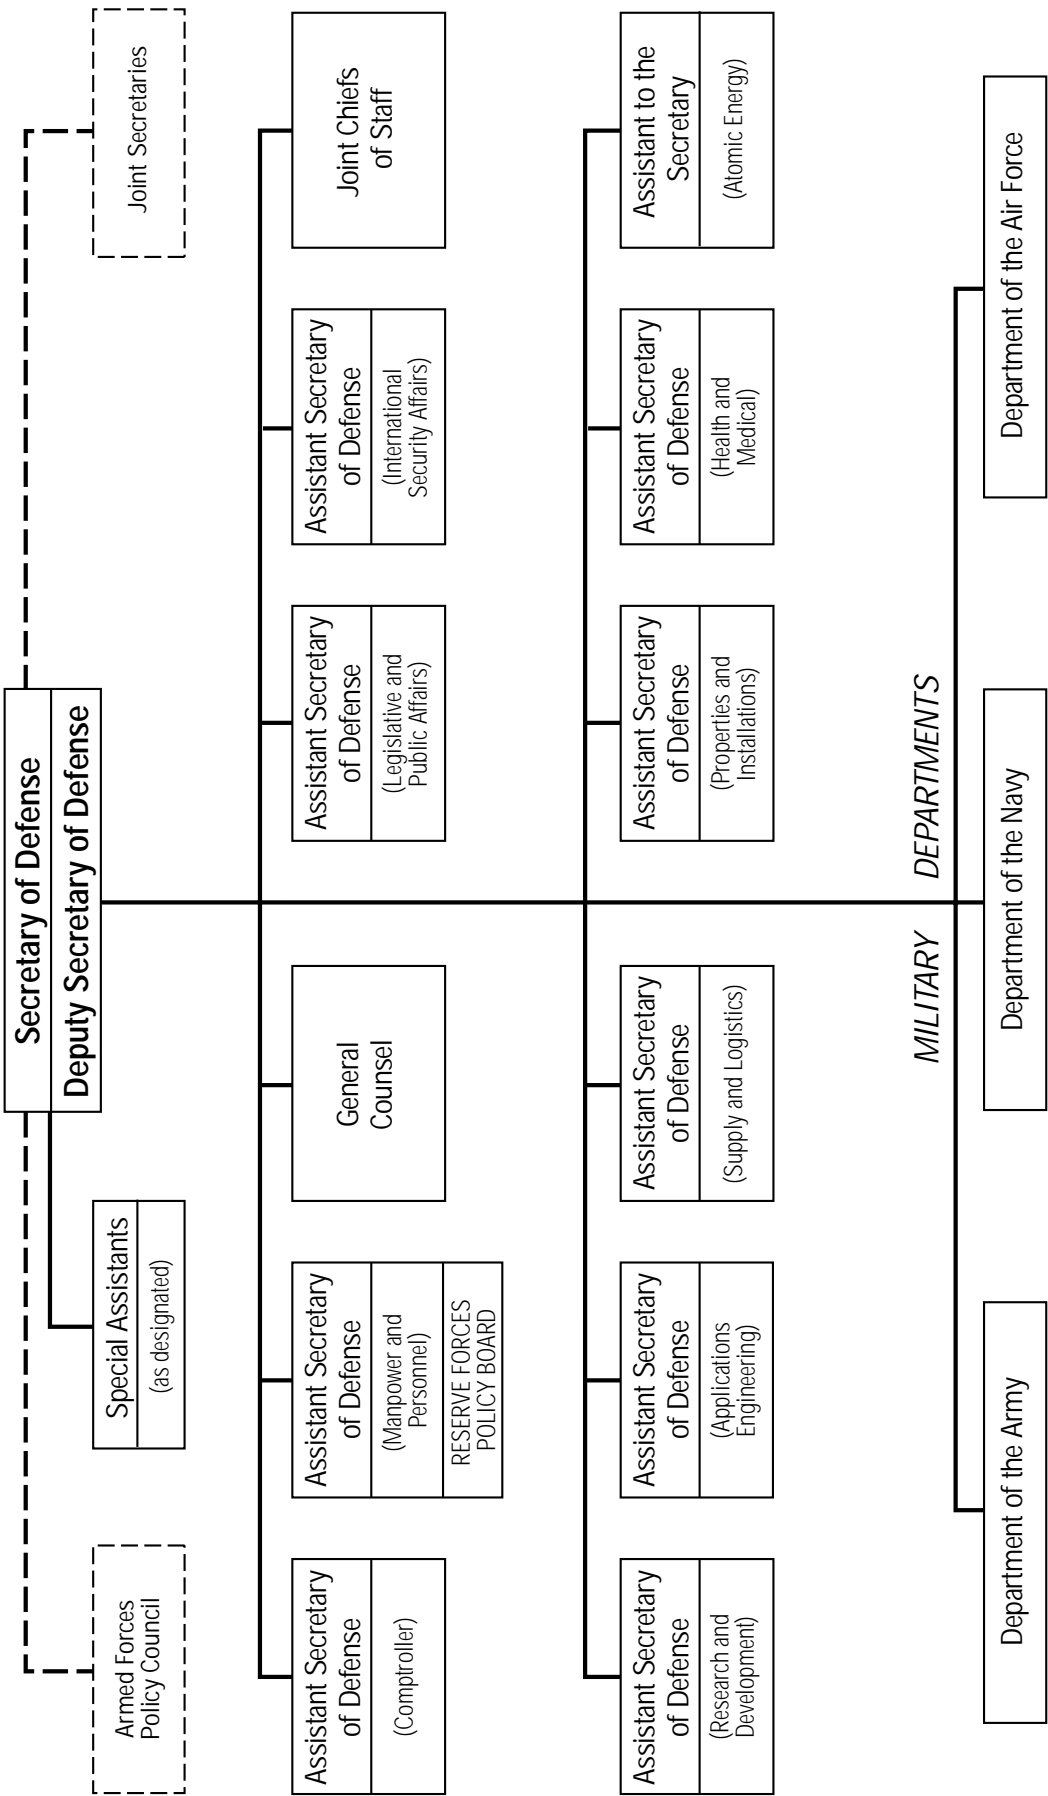 Secretary of Defense
Deputy Secretary of Defense
Armed Forces
Policy Council
Special Assistants
(as designated)
Joint Secretaries
Assistant Secretary
of Defense
(Comptroller)
Assistant Secretary
of Defense
(Manpower and
Personnel)
RESERVE FORCES
POLICY BOARD
General
Counsel
Assistant Secretary
of Defense
(Legislative and
Public Affairs)
Assistant Secretary
of Defense
(International
Security Affairs)
Joint Chiefs
of Staff
Assistant Secretary
of Defense
(Research and
Development)
Assistant Secretary
of Defense
(Applications
Engineering)
Assistant Secretary
of Defense
(Supply and Logistics)
Assistant Secretary
of Defense
(Properties and
Installations)
Assistant Secretary
of Defense
(Health and
Medical)
Assistant to the
Secretary
(Atomic Energy)
MILITARY DEPARTMENTS
Department of the Army
Department of the Navy
Department of the Air Force